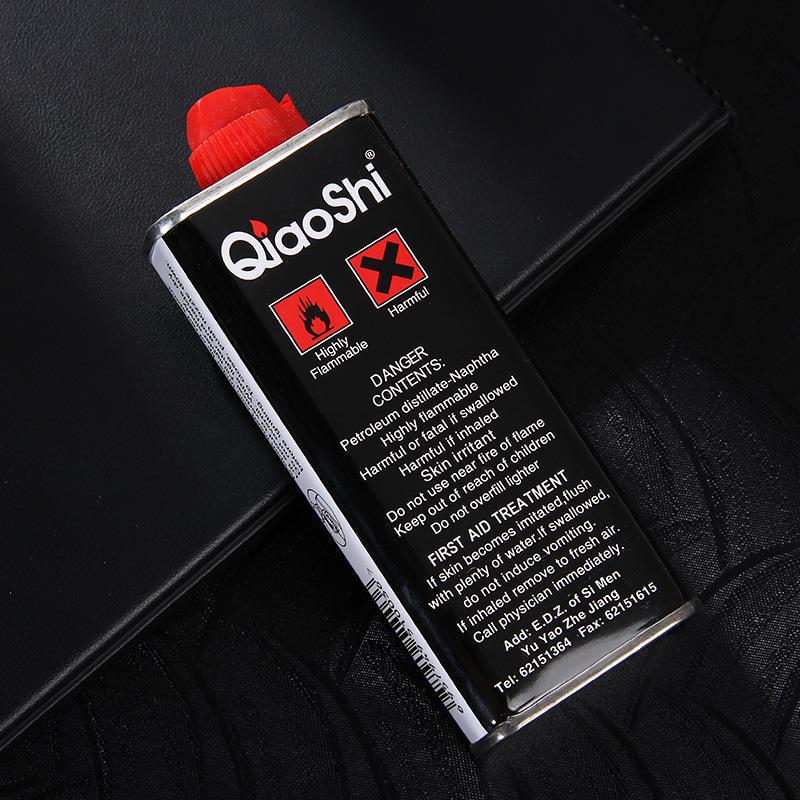 QiaoShi®
Highly
Flammable
Harmful
DANGER
CONTENTS:
Petroleum distillate-Naphtha
Highly flammable
Harmful or fatal if swallowed
Harmful if inhaled
Skin irritant
Do not use near fire of flame
Keep out of reach of children
Do not overfill lighter
FIRST AID TREATMENT
If skin becomes imitated,flush
with plenty of water.If swallowed,
do not induce vomiting.
If inhaled remove to fresh air.
Call physician immediately.
Add: E.D.Z. of Si Men
Yu Yao Zhe Jiang
Tel: 62151364 Fax: 62151615